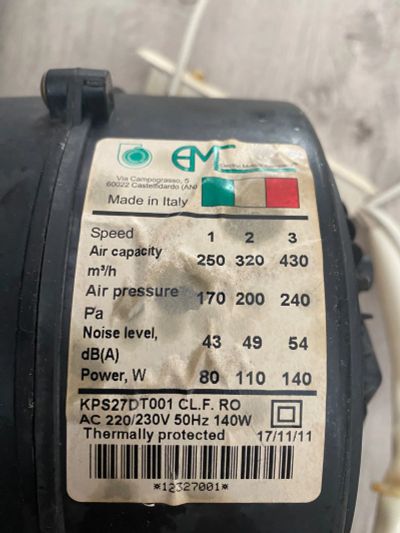 EMC
Via Campograsso, 5
60022 Castelfidardo (AN)
Made in Italy
Speed 1 2 3
Air capacity
m³/h 250 320 430
Air pressure
Pa 170 200 240
Noise level,
dB(A) 43 49 54
Power, W 80 110 140
KPS27DT001 CL.F. RO
AC 220/230V 50Hz 140W
Thermally protected 17/11/11
*12327001*